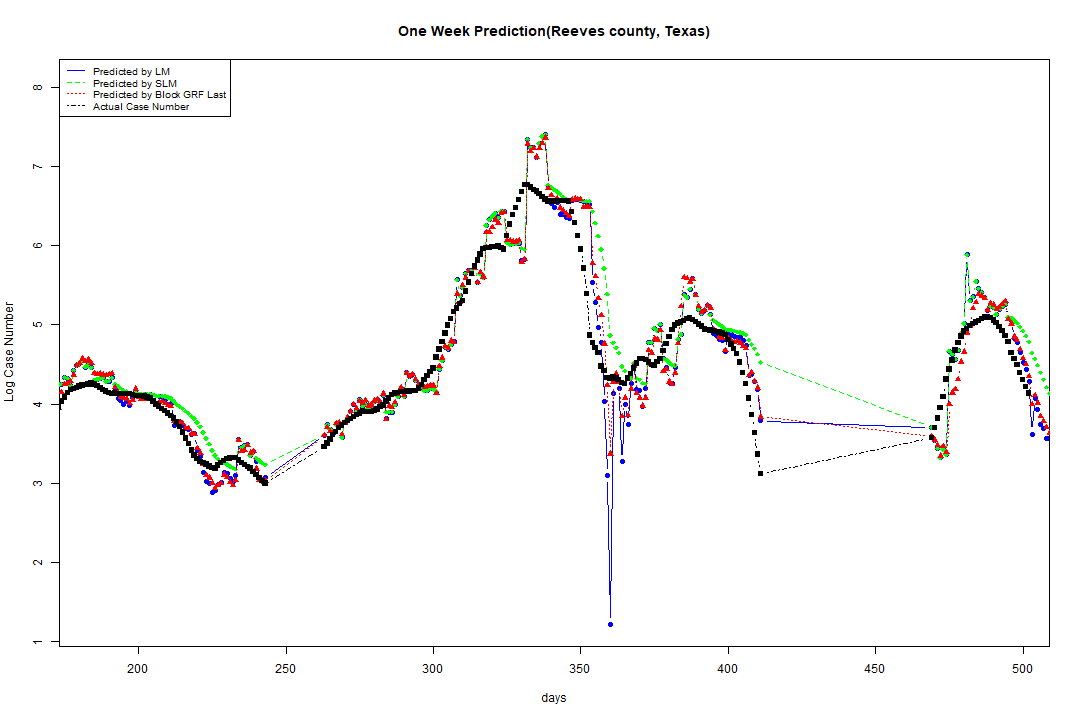 One Week Prediction(Reeves county, Texas)
Predicted by LM
Predicted by SLM
Predicted by Block GRF Last
Actual Case Number
8
7
6
5
4
3
2
1
Log Case Number
200 250 300 350 400 450 500
days